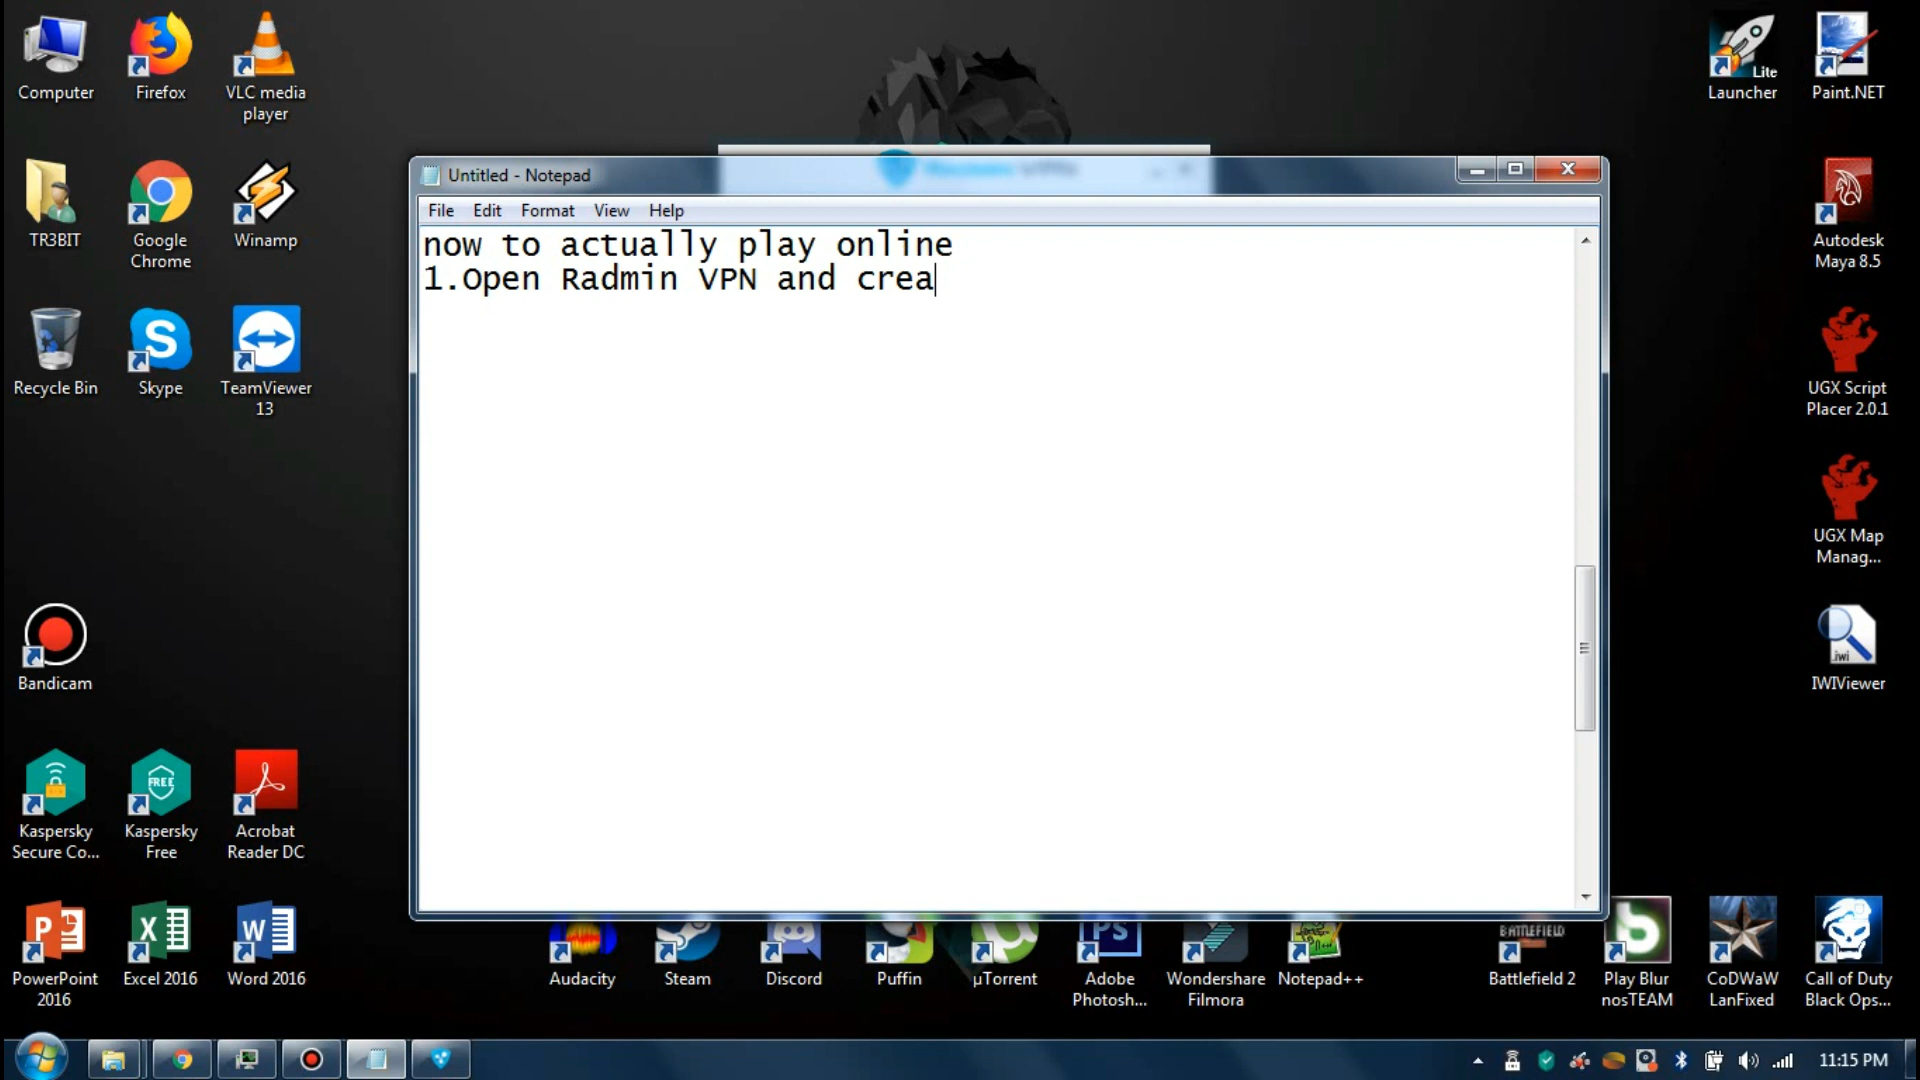 Computer
Firefox
VLC media
player
Lite
Launcher
Paint.NET
Untitled - Notepad
File Edit Format View Help
now to actually play online
1.Open Radmin VPN and crea
TR3BIT
Google
Chrome
Winamp
Autodesk
Maya 8.5
Recycle Bin
Skype
TeamViewer
13
UGX Script
Placer 2.0.1
UGX Map
Manag...
Bandicam
.iwi
IWIViewer
FREE
Kaspersky
Secure Co...
Kaspersky
Free
Acrobat
Reader DC
BATTLEFIELD
PowerPoint
2016
Excel 2016
Word 2016
Audacity
Steam
Discord
Puffin
µTorrent
Adobe
Photosh...
Wondershare
Filmora
Notepad++
Battlefield 2
Play Blur
nosTEAM
CoDWaW
LanFixed
Call of Duty
Black Ops...
11:15 PM